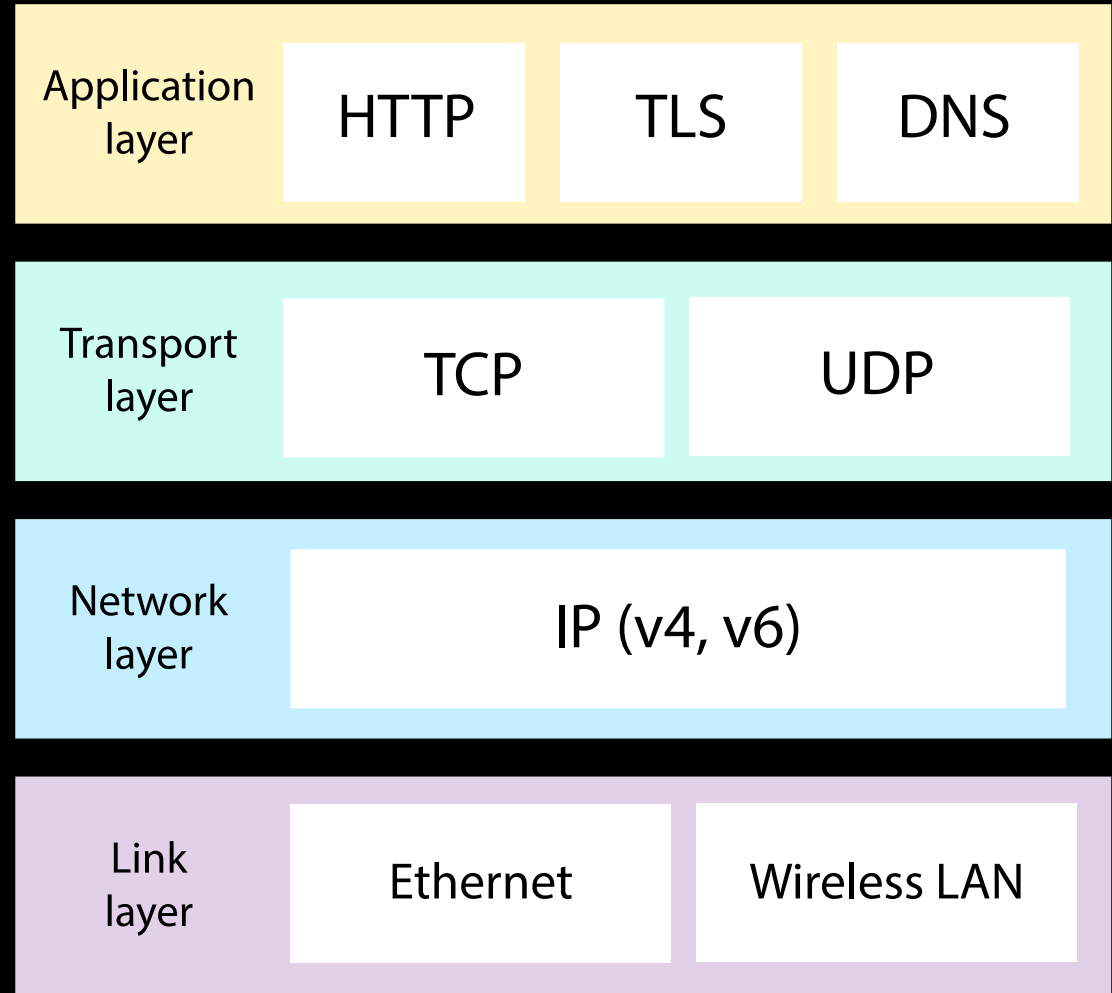 Application
layer
HTTP
TLS
DNS
Transport
layer
TCP
UDP
Network
layer
IP (v4, v6)
Link
layer
Ethernet
Wireless LAN